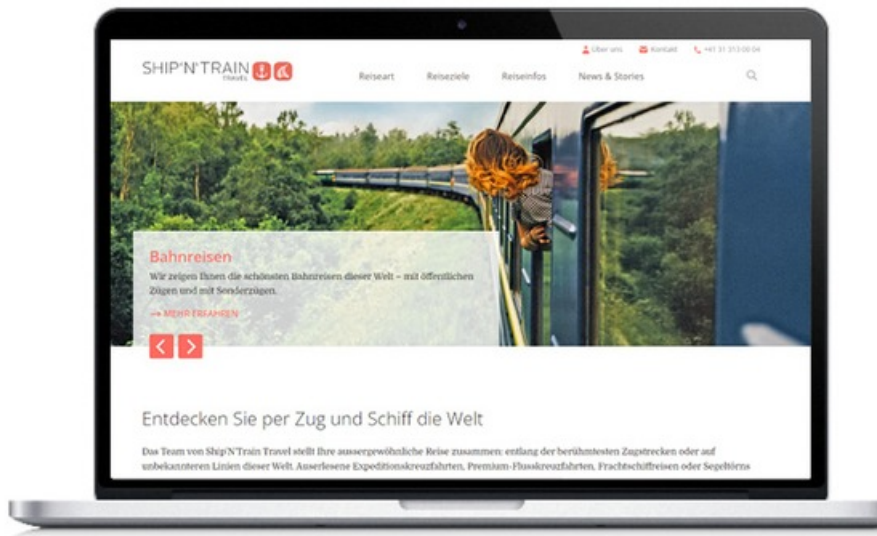 Über uns Kontakt +41 31 313 00 04
SHIP'N'TRAIN
TRAVEL
Reiseart Reiseziele Reiseinfos News & Stories
Bahnreisen
Wir zeigen Ihnen die schönsten Bahnreisen dieser Welt – mit öffentlichen
Zügen und mit Sonderzügen.
→ MEHR ERFAHREN
Entdecken Sie per Zug und Schiff die Welt
Das Team von Ship'N'Train Travel stellt Ihre aussergewöhnliche Reise zusammen: entlang der berühmtesten Zugstrecken oder auf
unbekannteren Linien dieser Welt. Auserlesene Expeditionskreuzfahrten, Premium-Flusskreuzfahrten, Frachtschiffreisen oder Segeltörns